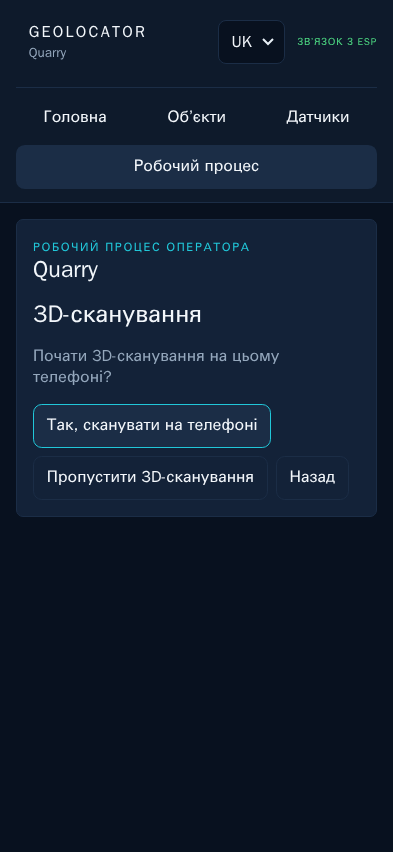 GEOLOCATOR
Quarry
UK
ЗВ'ЯЗОК З ESP
Головна
Об'єкти
Датчики
Робочий процес
РОБОЧИЙ ПРОЦЕС ОПЕРАТОРА
Quarry
3D-сканування
Почати 3D-сканування на цьому
телефоні?
Так, сканувати на телефоні
Пропустити 3D-сканування
Назад